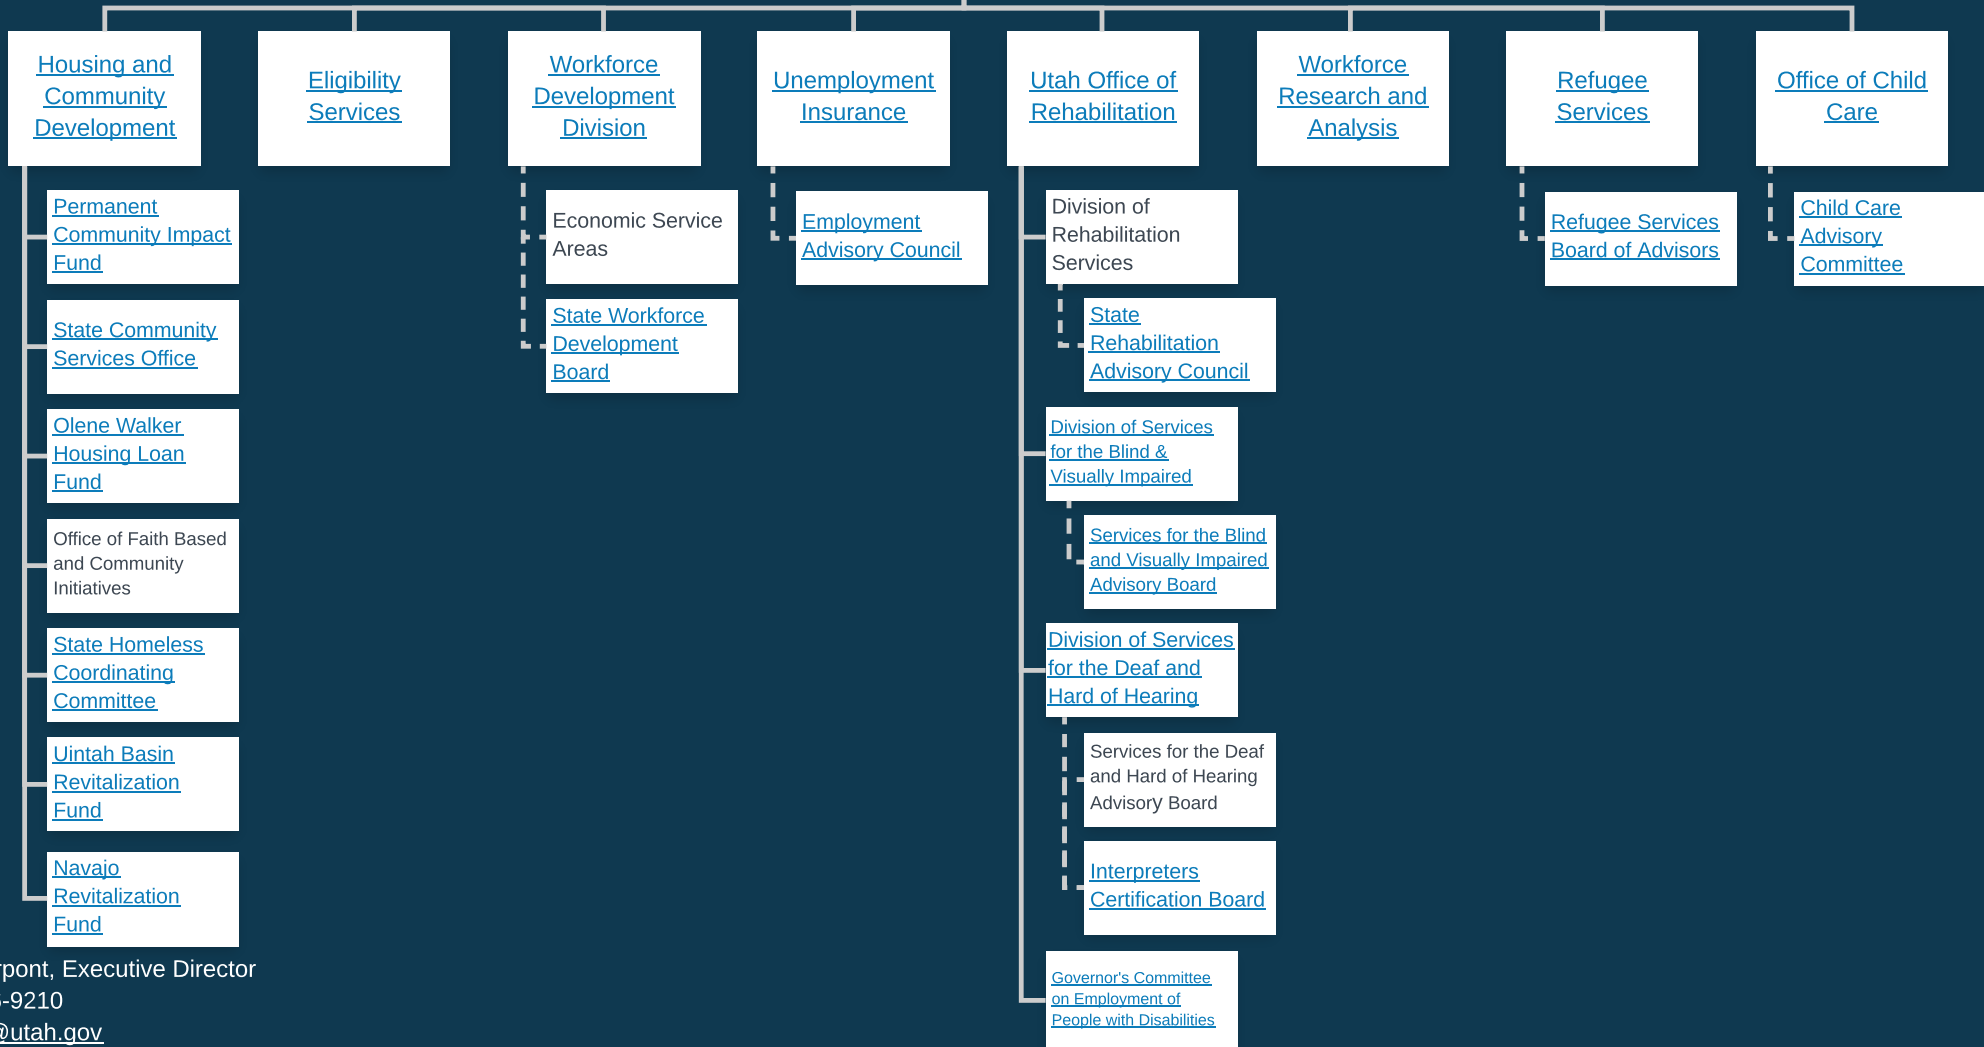 Housing and
Community
Development
Eligibility
Services
Workforce
Development
Division
Unemployment
Insurance
Utah Office of
Rehabilitation
Workforce
Research and
Analysis
Refugee
Services
Office of Child
Care
Permanent
Community Impact
Fund
State Community
Services Office
Olene Walker
Housing Loan
Fund
Office of Faith Based
and Community
Initiatives
State Homeless
Coordinating
Committee
Uintah Basin
Revitalization
Fund
Navajo
Revitalization
Fund
Economic Service
Areas
State Workforce
Development
Board
Employment
Advisory Council
Division of
Rehabilitation
Services
State
Rehabilitation
Advisory Council
Division of Services
for the Blind &
Visually Impaired
Services for the Blind
and Visually Impaired
Advisory Board
Division of Services
for the Deaf and
Hard of Hearing
Services for the Deaf
and Hard of Hearing
Advisory Board
Interpreters
Certification Board
Governor's Committee
on Employment of
People with Disabilities
Refugee Services
Board of Advisors
Child Care
Advisory
Committee
rpont, Executive Director
-9210
@utah.gov